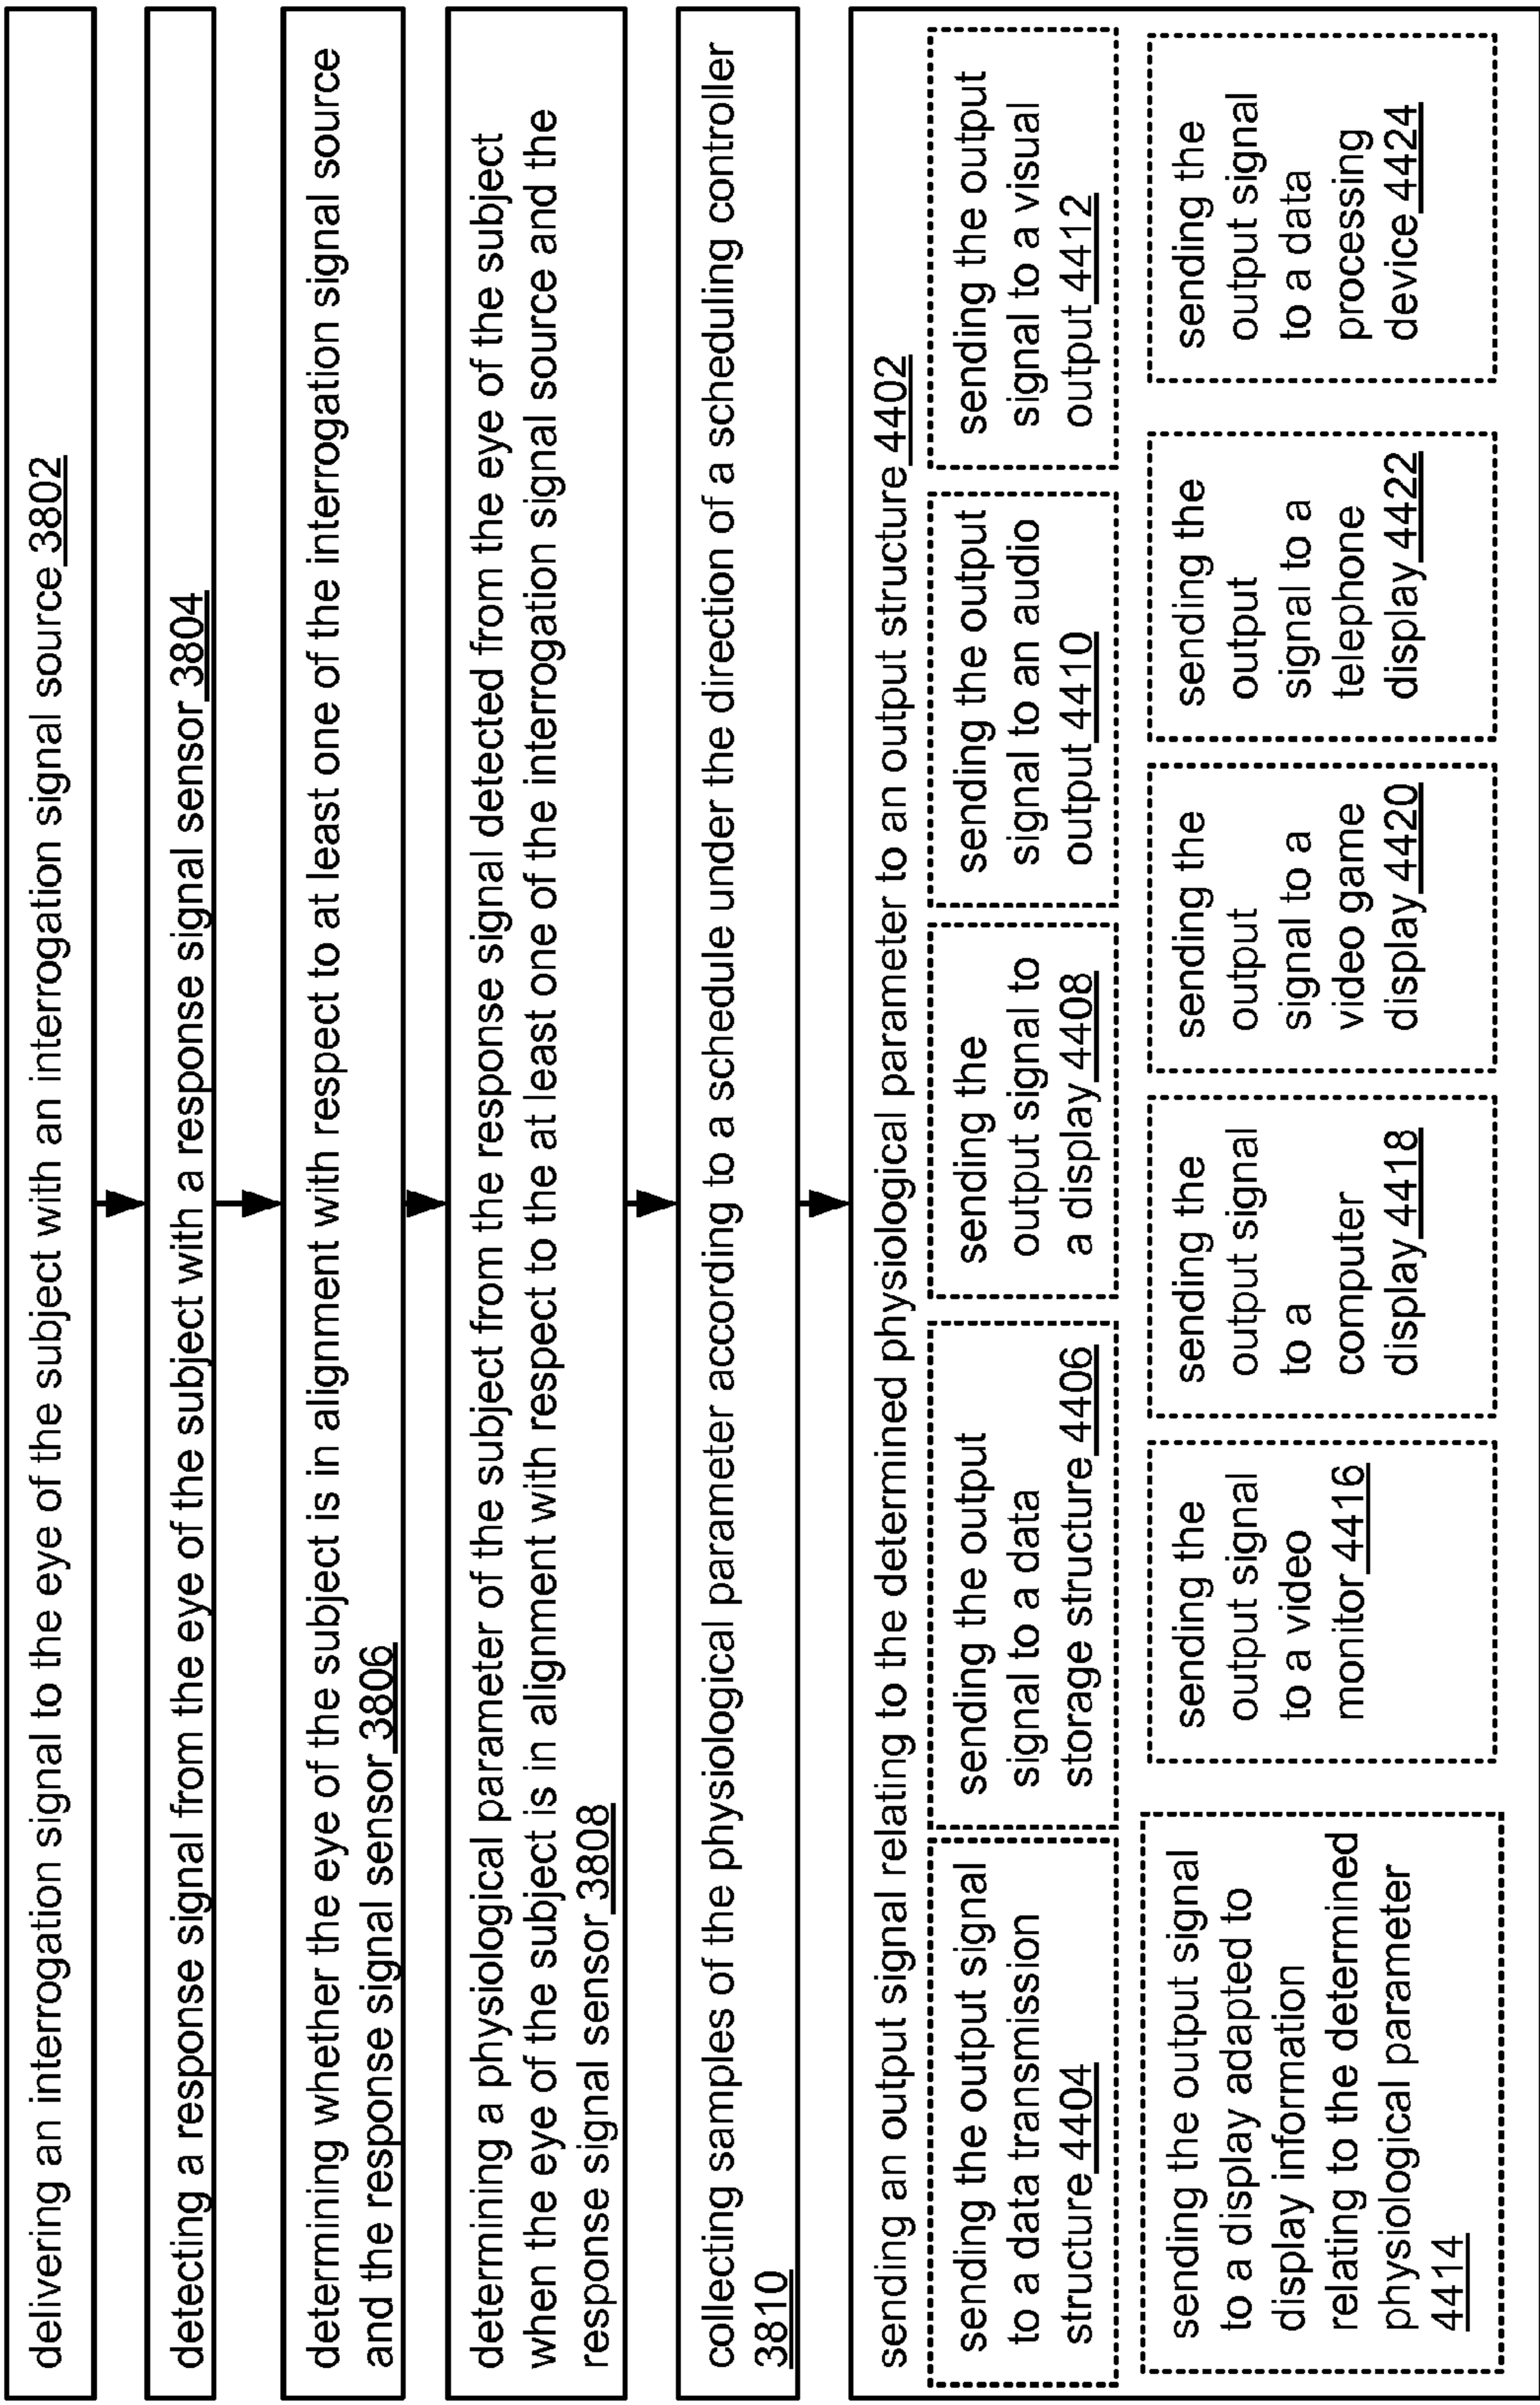 delivering an interrogation signal to the eye of the subject with an interrogation signal source 3802
detecting a response signal from the eye of the subject with a response signal sensor 3804
determining whether the eye of the subject is in alignment with respect to at least one of the interrogation signal source
and the response signal sensor 3806
determining a physiological parameter of the subject from the response signal detected from the eye of the subject
when the eye of the subject is in alignment with respect to the at least one of the interrogation signal source and the
response signal sensor 3808
collecting samples of the physiological parameter according to a schedule under the direction of a scheduling controller
3810
sending an output signal relating to the determined physiological parameter to an output structure 4402
sending the output signal
to a data transmission
structure 4404
sending the output
signal to a data
storage structure 4406
sending the
output signal to
a display 4408
sending the output
signal to an audio
output 4410
sending the output
signal to a visual
output 4412
sending the output signal
to a display adapted to
display information
relating to the determined
physiological parameter
4414
sending the
output signal
to a video
monitor 4416
sending the
output signal
to a
computer
display 4418
sending the
output
signal to a
video game
display 4420
sending the
output
signal to a
telephone
display 4422
sending the
output signal
to a data
processing
device 4424